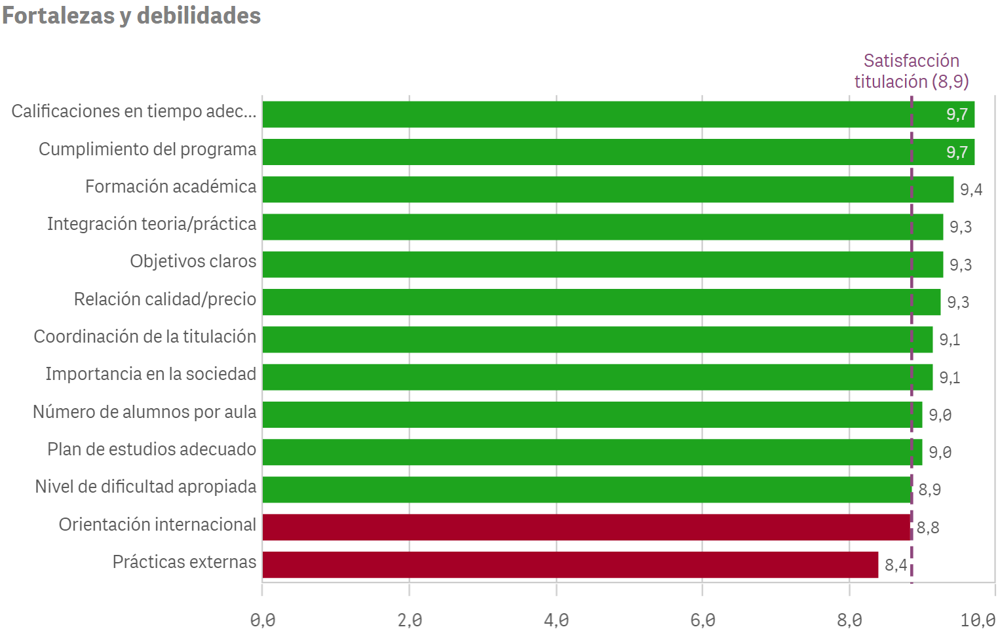 Fortalezas y debilidades
Satisfacción
titulación (8,9)
Calificaciones en tiempo adec... 9,7
Cumplimiento del programa 9,7
Formación académica 9,4
Integración teoria/práctica 9,3
Objetivos claros 9,3
Relación calidad/precio 9,3
Coordinación de la titulación 9,1
Importancia en la sociedad 9,1
Número de alumnos por aula 9,0
Plan de estudios adecuado 9,0
Nivel de dificultad apropiada 8,9
Orientación internacional 8,8
Prácticas externas 8,4
0,0 2,0 4,0 6,0 8,0 10,0